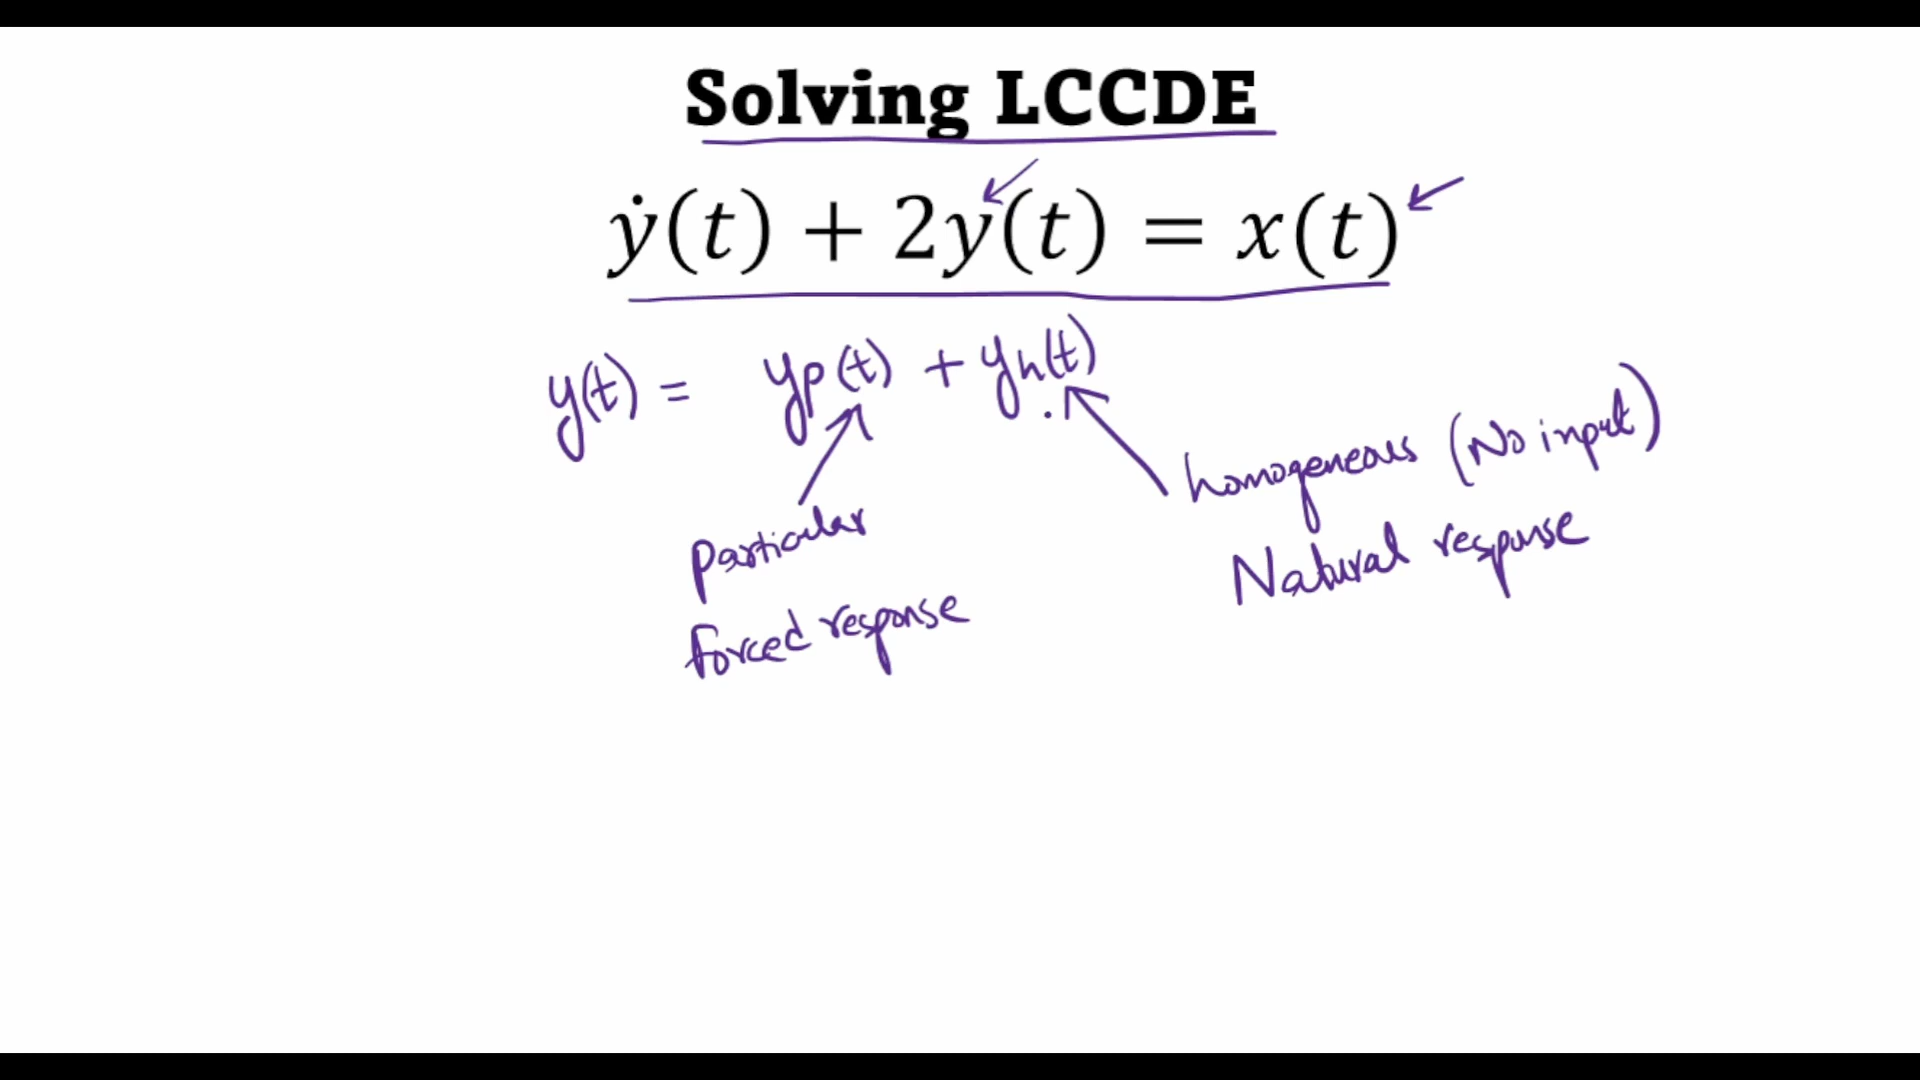 Solving LCCDE
ẏ(t) + 2y(t) = x(t)
y(t) = yp(t) + yh(t)
homogeneous (No input)
Natural response
particular
forced response